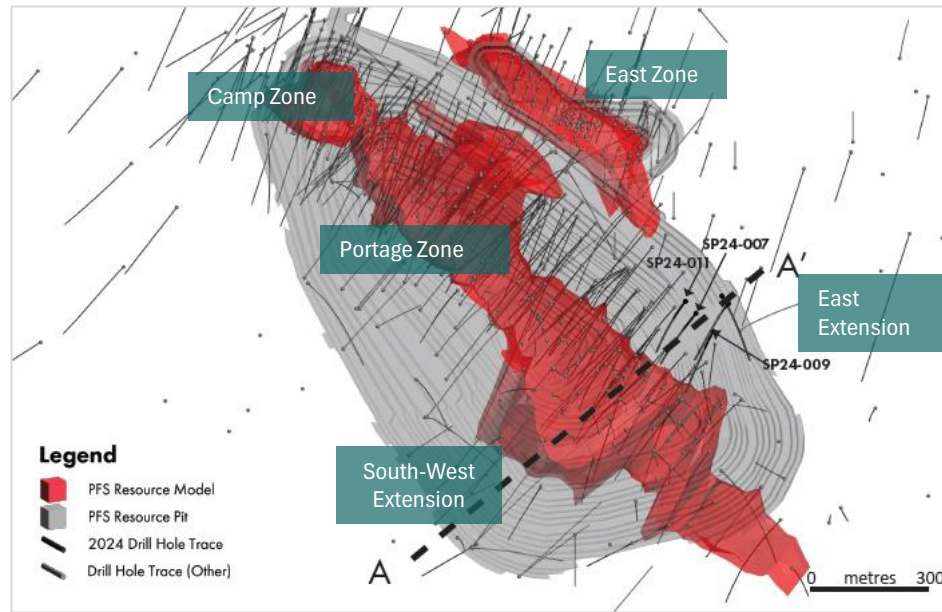 East Zone
Camp Zone
Portage Zone
SP24-007
SP24-011
A'
East
Extension
SP24-009
South-West
Extension
A
Legend
PFS Resource Model
PFS Resource Pit
2024 Drill Hole Trace
Drill Hole Trace (Other)
0 metres 300